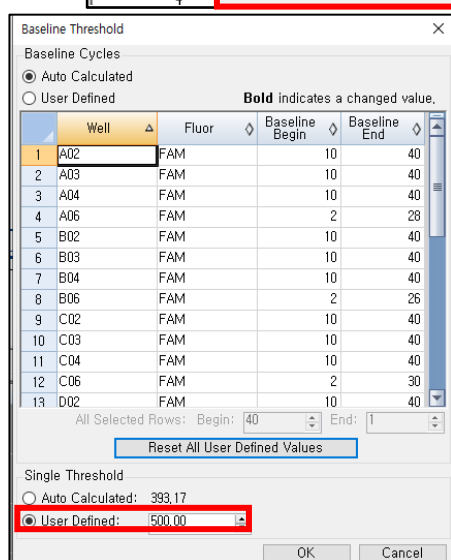 Baseline Threshold
Baseline Cycles
Auto Calculated
User Defined Bold indicates a changed value,
Well Fluor Baseline Begin Baseline End
1 A02 FAM 10 40
2 A03 FAM 10 40
3 A04 FAM 10 40
4 A06 FAM 2 28
5 B02 FAM 10 40
6 B03 FAM 10 40
7 B04 FAM 10 40
8 B06 FAM 2 26
9 C02 FAM 10 40
10 C03 FAM 10 40
11 C04 FAM 10 40
12 C06 FAM 2 30
13 D02 FAM 10 40
All Selected Rows: Begin: 40 End: 1
Reset All User Defined Values
Single Threshold
Auto Calculated: 393,17
User Defined: 500,00
OK Cancel